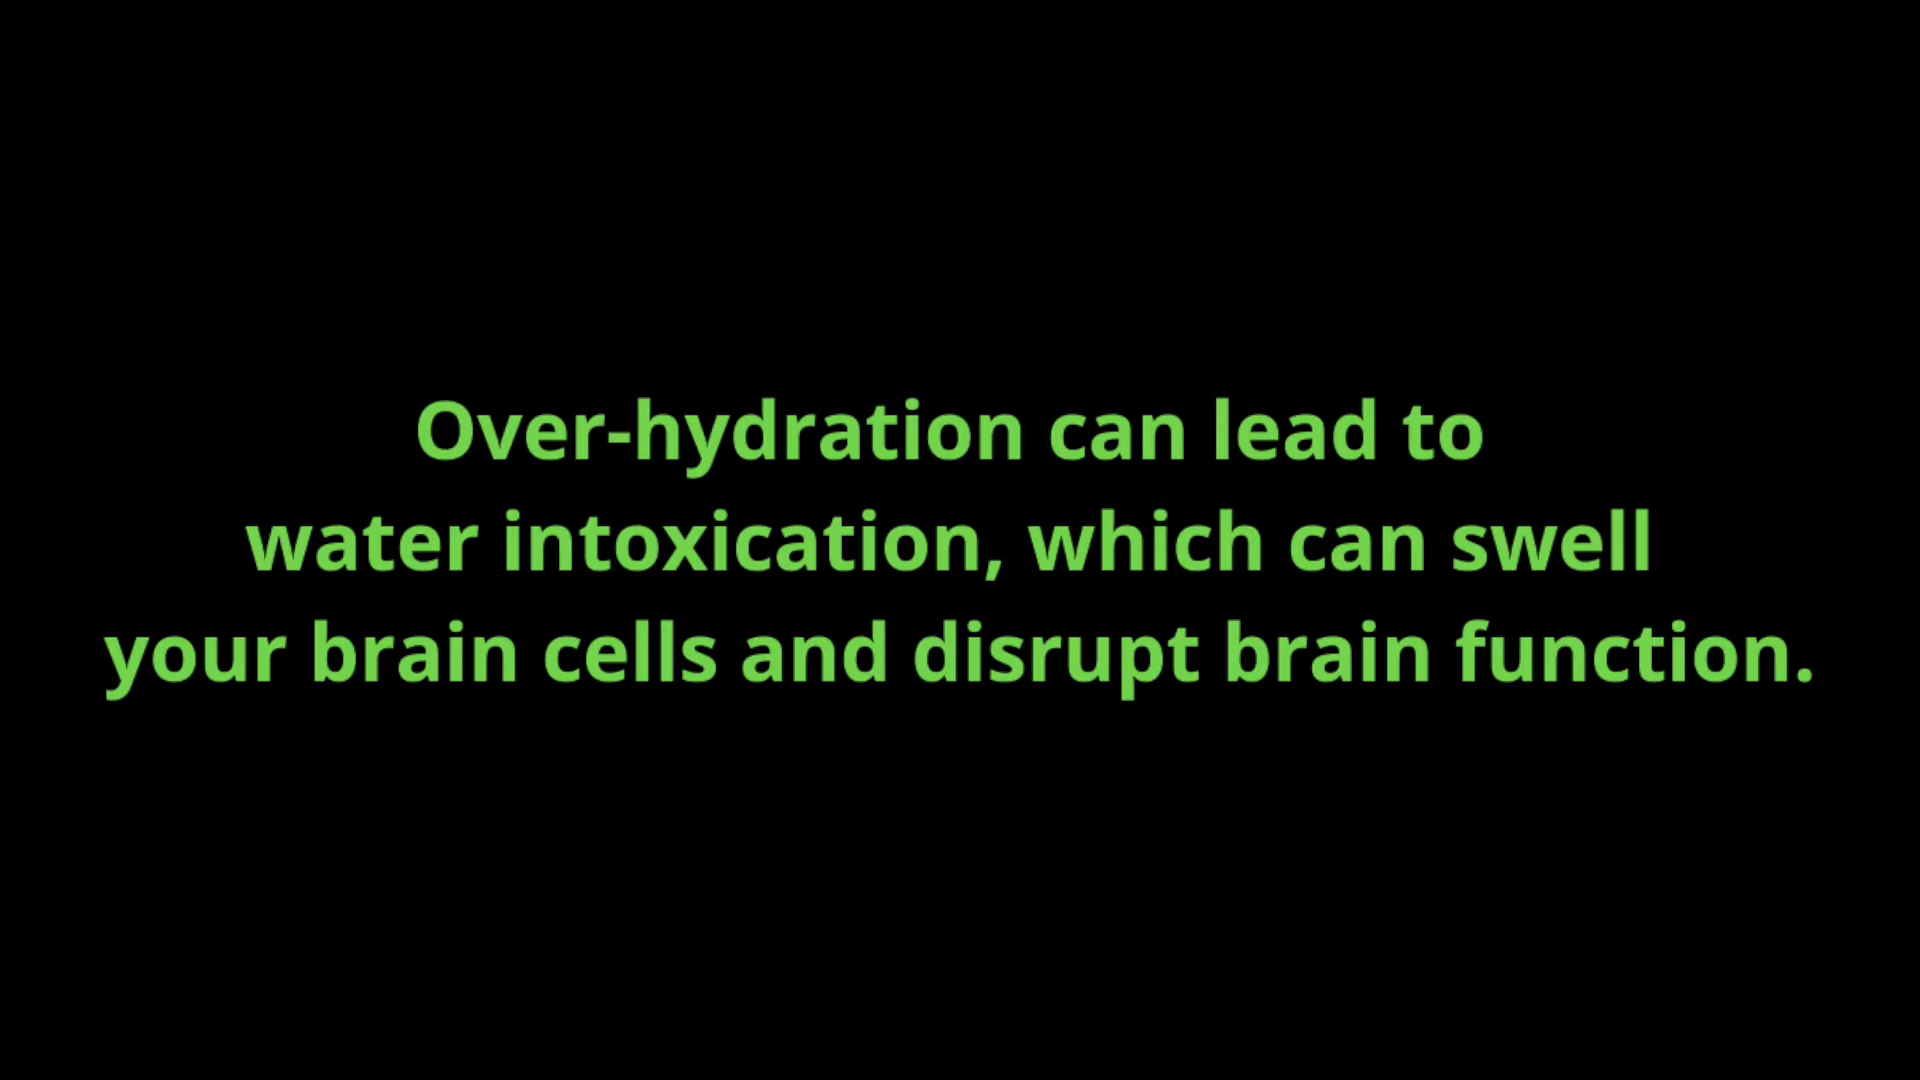 Over-hydration can lead to
water intoxication, which can swell
your brain cells and disrupt brain function.